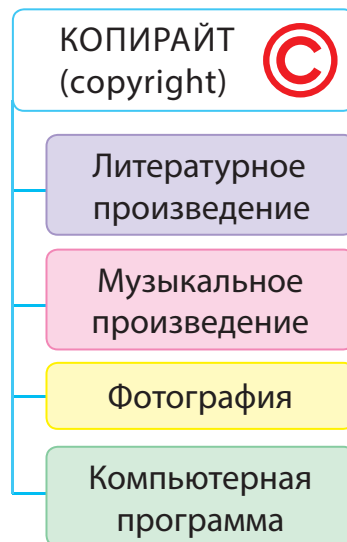 КОПИРАЙТ
(copyright)
©
Литературное
произведение
Музыкальное
произведение
Фотография
Компьютерная
программа